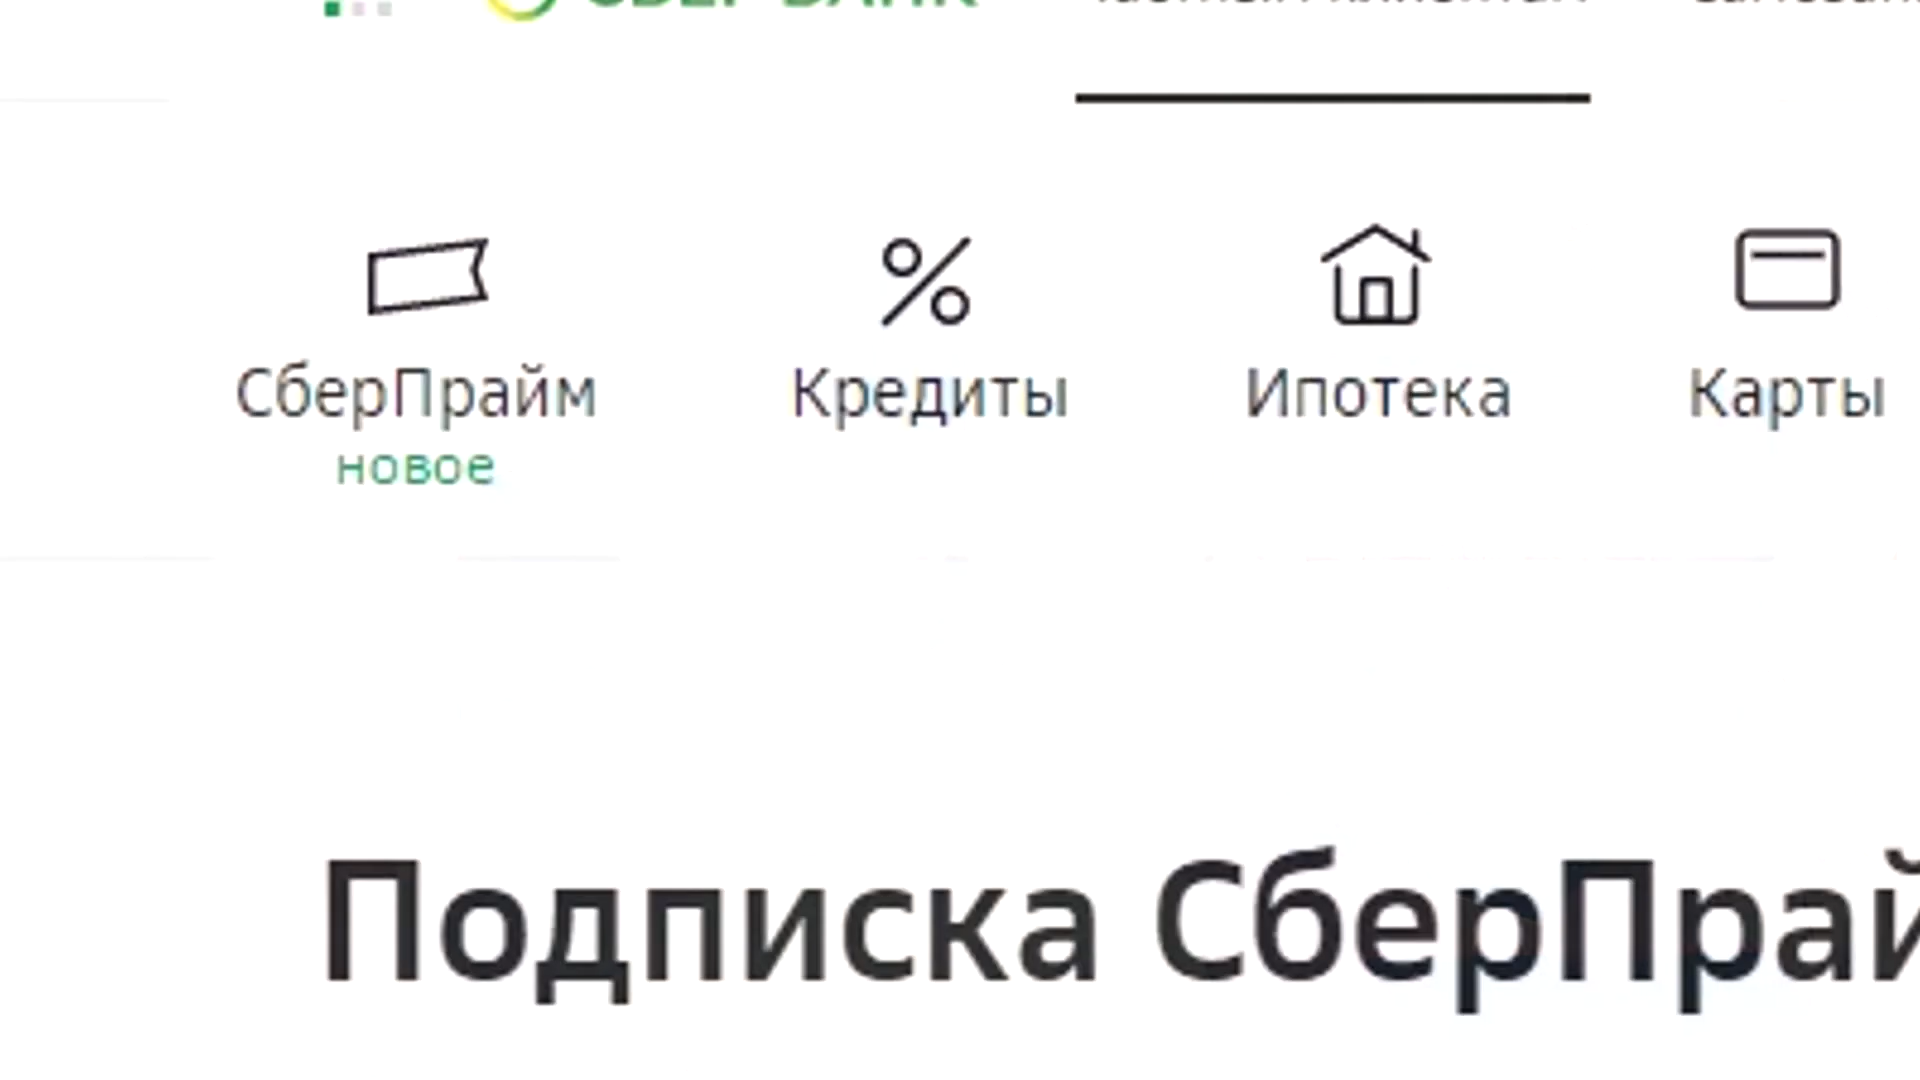 СберПрайм Кредиты Ипотека Карты
новое
Подписка СберПрай